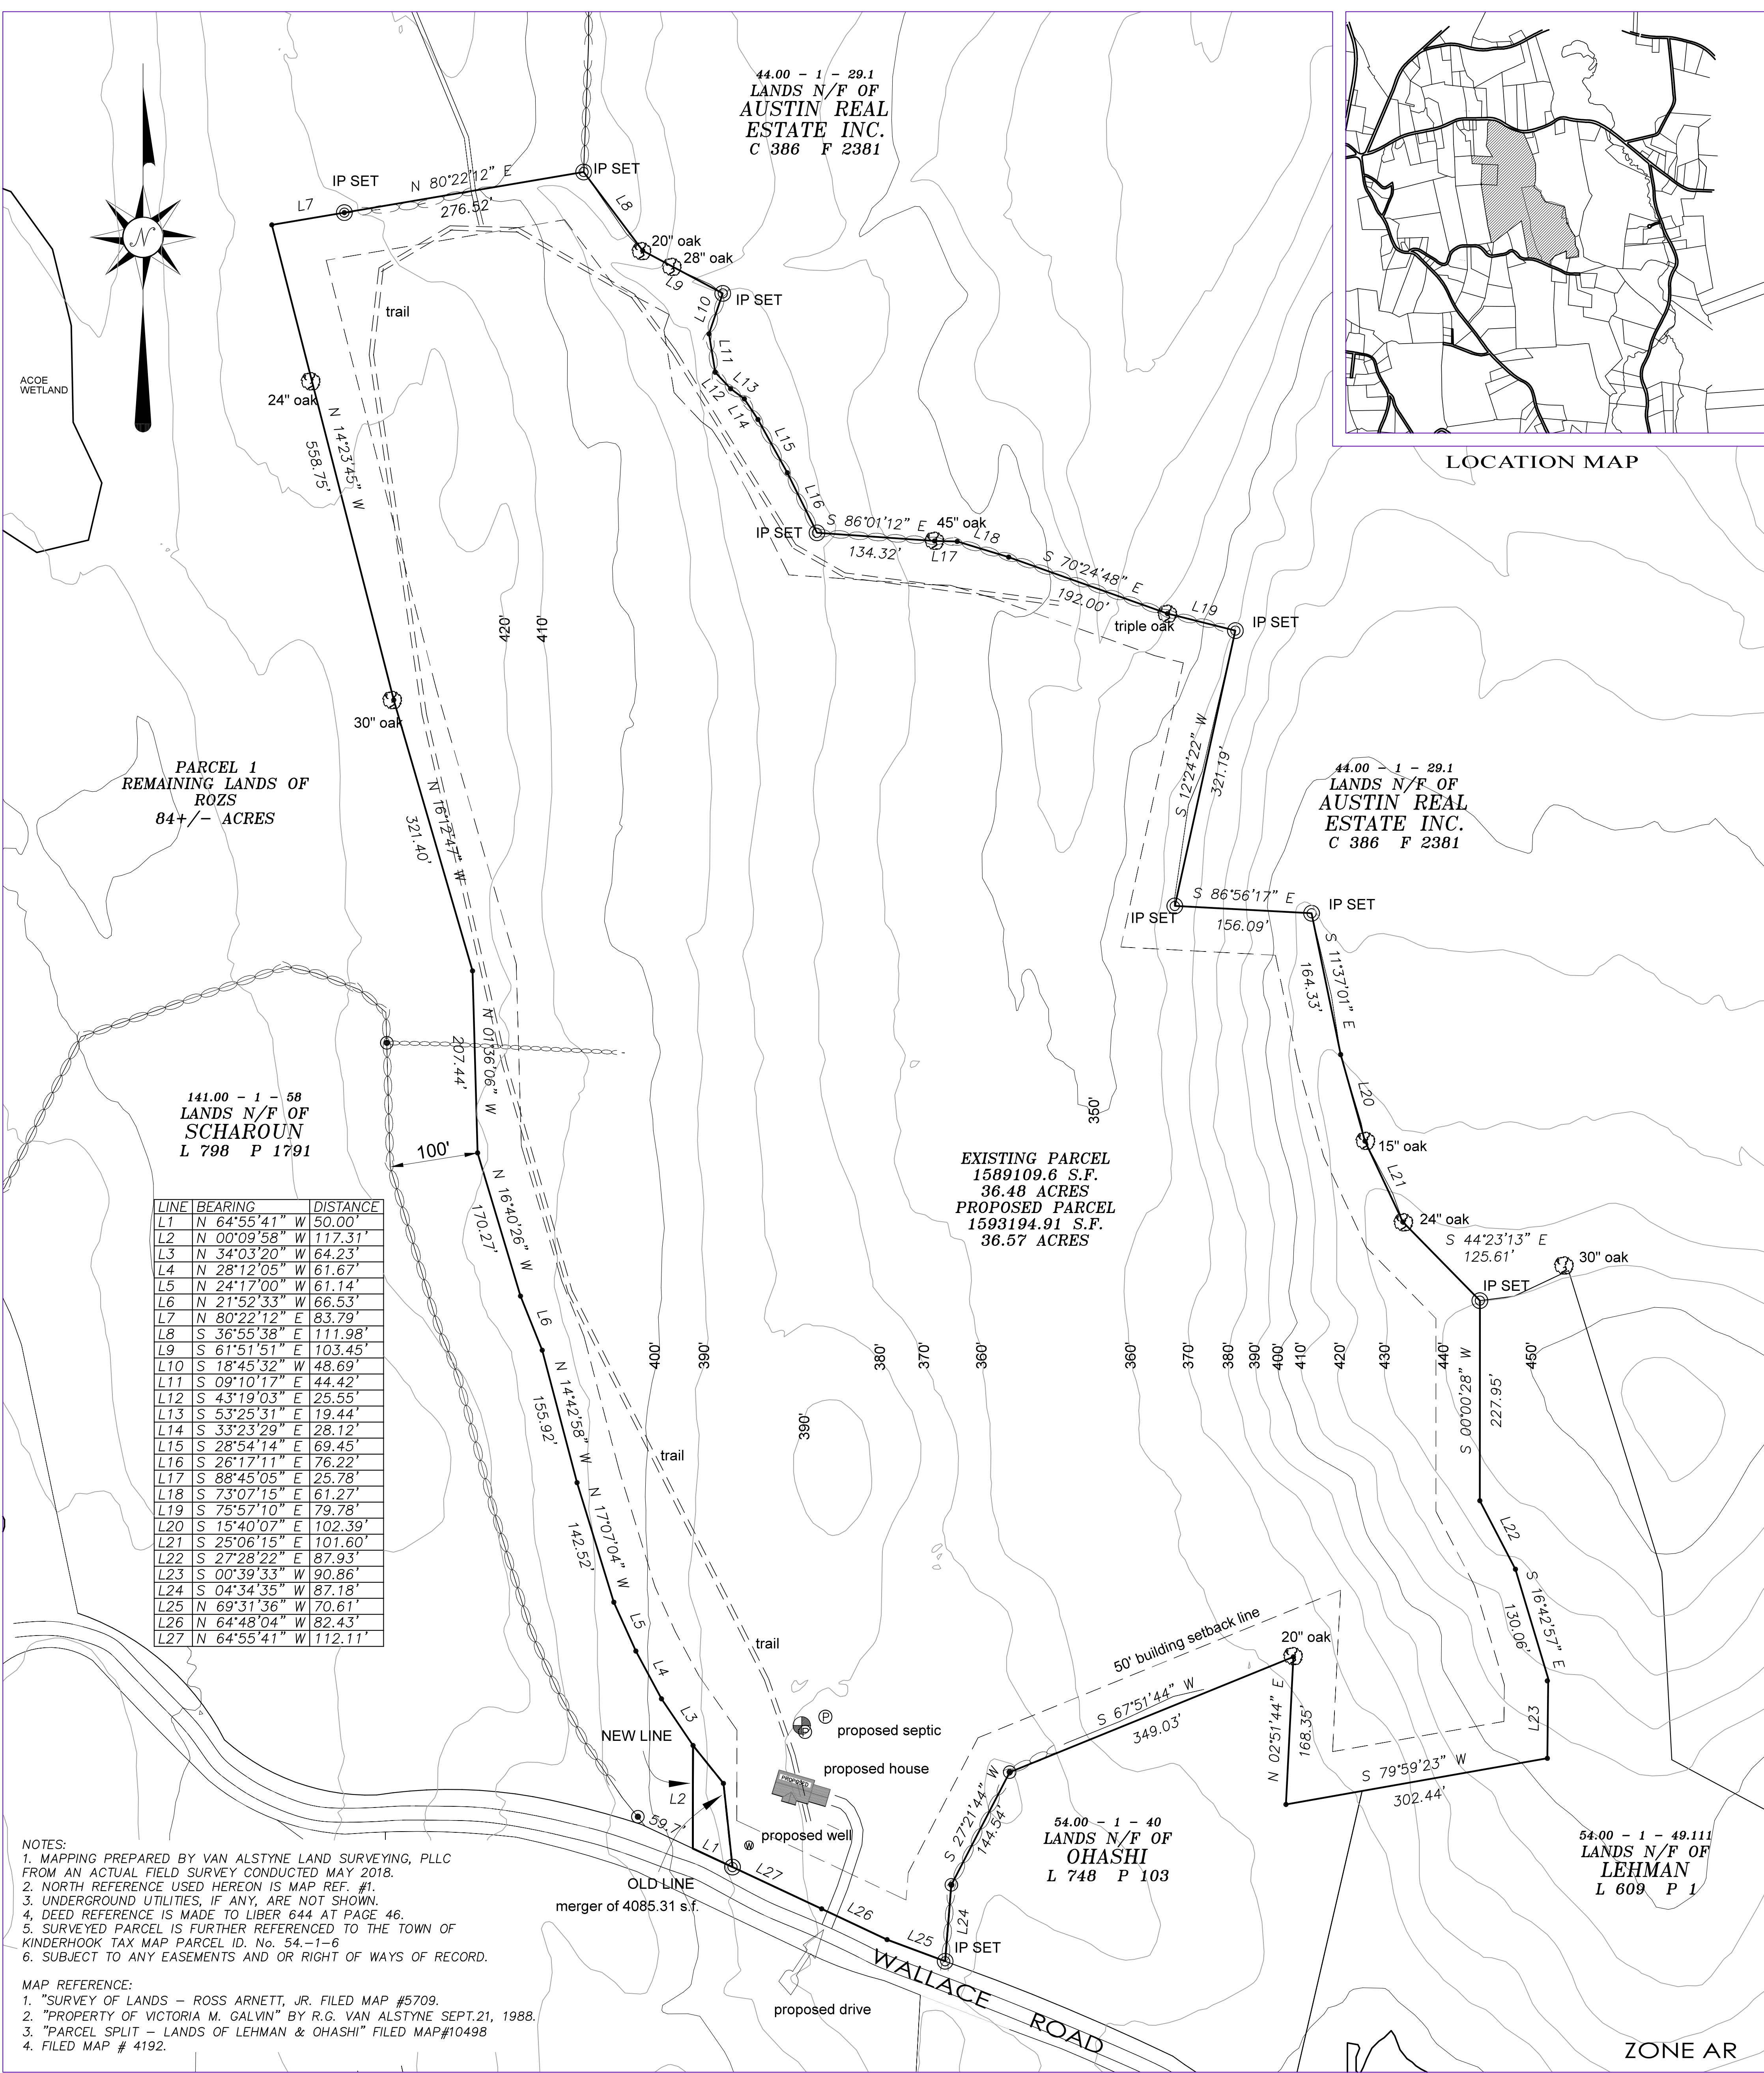 44.00 - 1 - 29.1
LANDS N/F OF
AUSTIN REAL
ESTATE INC.
C 386 F 2381
LOCATION MAP
N
ACOE
WETLAND
IP SET
L7
N 80°22'12" E
276.52'
IP SET
L8
20" oak
28" oak
L9
IP SET
L10
L11
L12
L13
L14
L15
L16
trail
24" oak
N 14°23'45" W
558.75'
IP SET
S 86°01'12" E
134.32'
45" oak
L17
L18
S 70°24'48" E
192.00'
triple oak
L19
IP SET
420'
410'
30" oak
S 12°24'22" W
321.19'
PARCEL 1
REMAINING LANDS OF
ROZS
84+/- ACRES
N 16°12'47" W
321.40'
44.00 - 1 - 29.1
LANDS N/F OF
AUSTIN REAL
ESTATE INC.
C 386 F 2381
IP SET
S 86°56'17" E
156.09'
IP SET
S 11°37'01" E
164.33'
N 01°36'06" W
207.44'
L20
350'
141.00 - 1 - 58
LANDS N/F OF
SCHAROUN
L 798 P 1791
100'
15" oak
L21
EXISTING PARCEL
1589109.6 S.F.
36.48 ACRES
PROPOSED PARCEL
1593194.91 S.F.
36.57 ACRES
N 16°40'26" W
170.27'
24" oak
S 44°23'13" E
125.61'
30" oak
IP SET
LINE BEARING DISTANCE
L1 N 64°55'41" W 50.00'
L2 N 00°09'58" W 117.31'
L3 N 34°03'20" W 64.23'
L4 N 28°12'05" W 61.67'
L5 N 24°17'00" W 61.14'
L6 N 21°52'33" W 66.53'
L7 N 80°22'12" E 83.79'
L8 S 36°55'38" E 111.98'
L9 S 61°51'51" E 103.45'
L10 S 18°45'32" W 48.69'
L11 S 09°10'17" E 44.42'
L12 S 43°19'03" E 25.55'
L13 S 53°25'31" E 19.44'
L14 S 33°23'29" E 28.12'
L15 S 28°54'14" E 69.45'
L16 S 26°17'11" E 76.22'
L17 S 88°45'05" E 25.78'
L18 S 73°07'15" E 61.27'
L19 S 75°57'10" E 79.78'
L20 S 15°40'07" E 102.39'
L21 S 25°06'15" E 101.60'
L22 S 27°28'22" E 87.93'
L23 S 00°39'33" W 90.86'
L24 S 04°34'35" W 87.18'
L25 N 69°31'36" W 70.61'
L26 N 64°48'04" W 82.43'
L27 N 64°55'41" W 112.11'
L6
400'
390'
380'
370'
360'
360'
370'
380'
390'
400'
410'
420'
430'
440'
450'
N 14°42'58" W
155.92'
390'
S 00°00'28" W
227.95'
trail
N 17°07'04" W
142.52'
L22
L5
S 16°42'57" E
130.06'
trail
L4
50' building setback line
20" oak
L3
S 67°51'44" W
349.03'
N 02°51'44" E
168.35'
L23
P
P
proposed septic
NEW LINE
proposed house
PROPOSED
L2
S 79°59'23" W
302.44'
59.7'
L1
proposed well
W
S 27°21'44" W
144.54'
54.00 - 1 - 40
LANDS N/F OF
OHASHI
L 748 P 103
54.00 - 1 - 49.111
LANDS N/F OF
LEHMAN
L 609 P 1
L27
OLD LINE
merger of 4085.31 s.f.
L26
L24
L25
IP SET
WALLACE ROAD
proposed drive
NOTES:
1. MAPPING PREPARED BY VAN ALSTYNE LAND SURVEYING, PLLC
FROM AN ACTUAL FIELD SURVEY CONDUCTED MAY 2018.
2. NORTH REFERENCE USED HEREON IS MAP REF. #1.
3. UNDERGROUND UTILITIES, IF ANY, ARE NOT SHOWN.
4, DEED REFERENCE IS MADE TO LIBER 644 AT PAGE 46.
5. SURVEYED PARCEL IS FURTHER REFERENCED TO THE TOWN OF
KINDERHOOK TAX MAP PARCEL ID. No. 54.-1-6
6. SUBJECT TO ANY EASEMENTS AND OR RIGHT OF WAYS OF RECORD.
MAP REFERENCE:
1. "SURVEY OF LANDS - ROSS ARNETT, JR. FILED MAP #5709.
2. "PROPERTY OF VICTORIA M. GALVIN" BY R.G. VAN ALSTYNE SEPT.21, 1988.
3. "PARCEL SPLIT - LANDS OF LEHMAN & OHASHI" FILED MAP#10498
4. FILED MAP # 4192.
ZONE AR